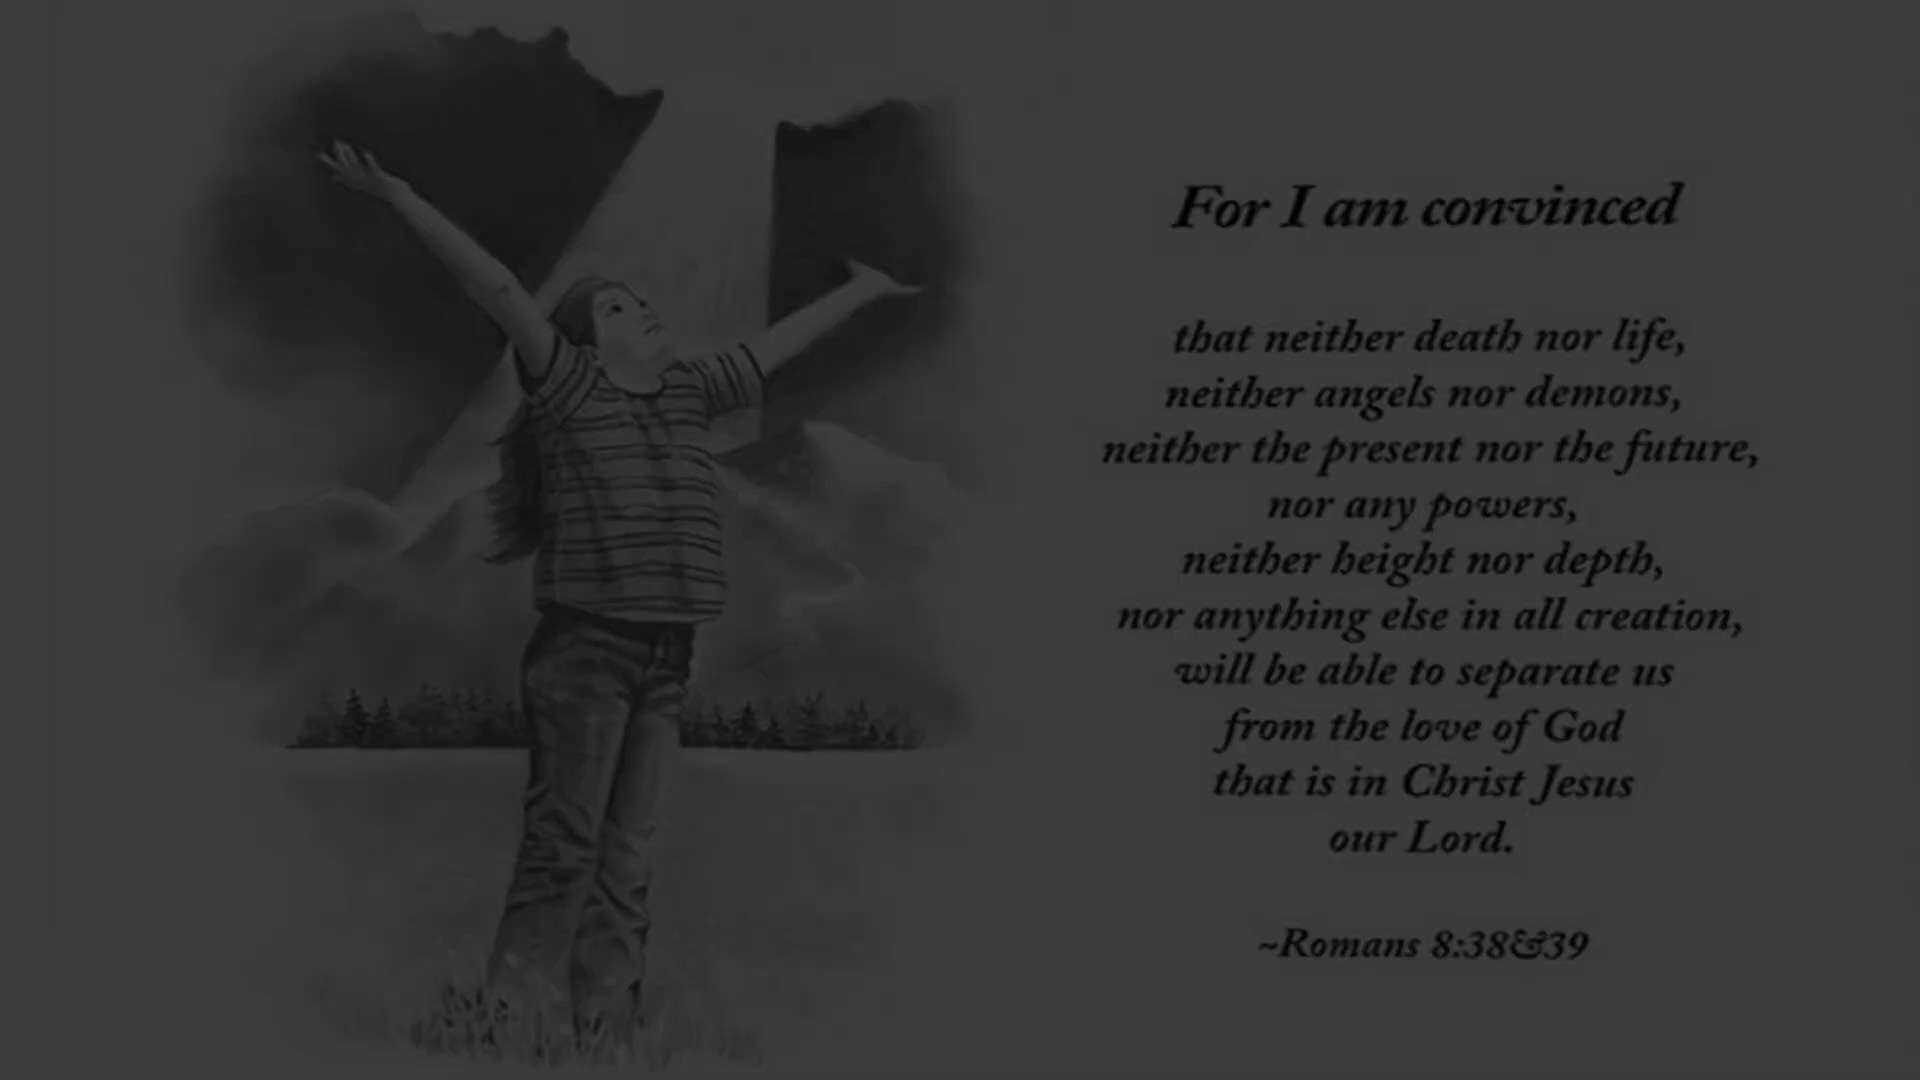 For I am convinced
that neither death nor life,
neither angels nor demons,
neither the present nor the future,
nor any powers,
neither height nor depth,
nor anything else in all creation,
will be able to separate us
from the love of God
that is in Christ Jesus
our Lord.
~Romans 8:38&39